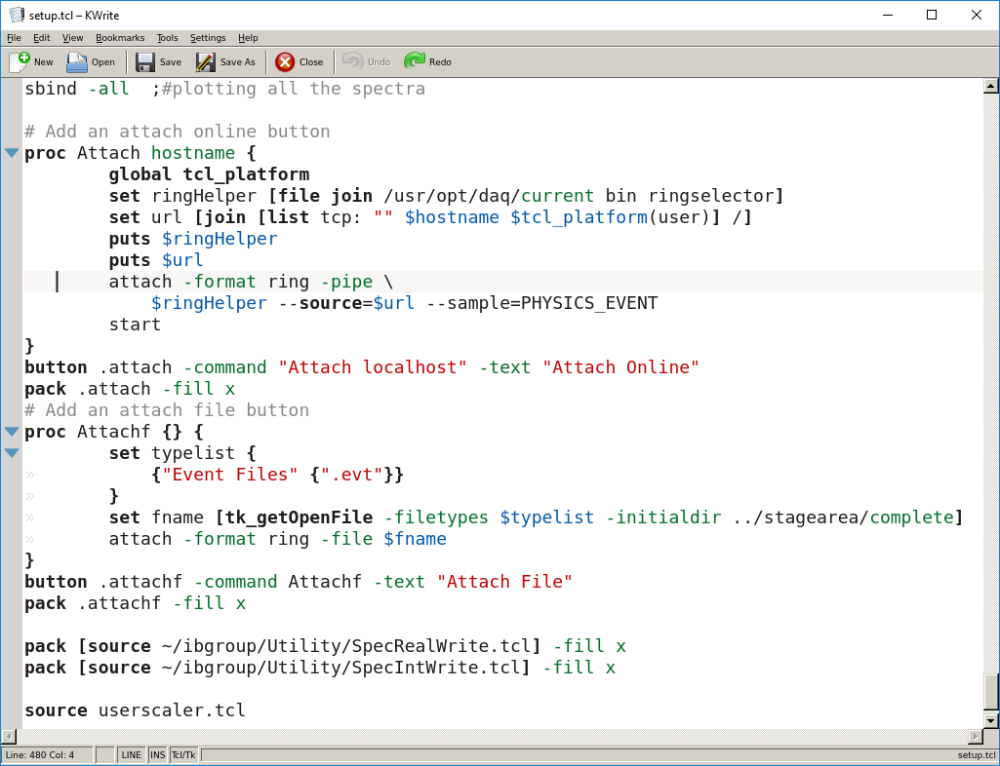 setup.tcl – KWrite
File Edit View Bookmarks Tools Settings Help
New Open Save Save As Close Undo Redo
sbind -all  ;#plotting all the spectra
# Add an attach online button
proc Attach hostname {
        global tcl_platform
        set ringHelper [file join /usr/opt/daq/current bin ringselector]
        set url [join [list tcp: "" $hostname $tcl_platform(user)] /]
        puts $ringHelper
        puts $url
        attach -format ring -pipe \
            $ringHelper --source=$url --sample=PHYSICS_EVENT
        start
}
button .attach -command "Attach localhost" -text "Attach Online"
pack .attach -fill x
# Add an attach file button
proc Attachf {} {
        set typelist {
»           {"Event Files" {".evt"}}
»       }
»       set fname [tk_getOpenFile -filetypes $typelist -initialdir ../stagearea/complete]
»       attach -format ring -file $fname
}
button .attachf -command Attachf -text "Attach File"
pack .attachf -fill x
pack [source ~/ibgroup/Utility/SpecRealWrite.tcl] -fill x
pack [source ~/ibgroup/Utility/SpecIntWrite.tcl] -fill x
source userscaler.tcl
Line: 480 Col: 4 LINE INS Tcl/Tk setup.tcl